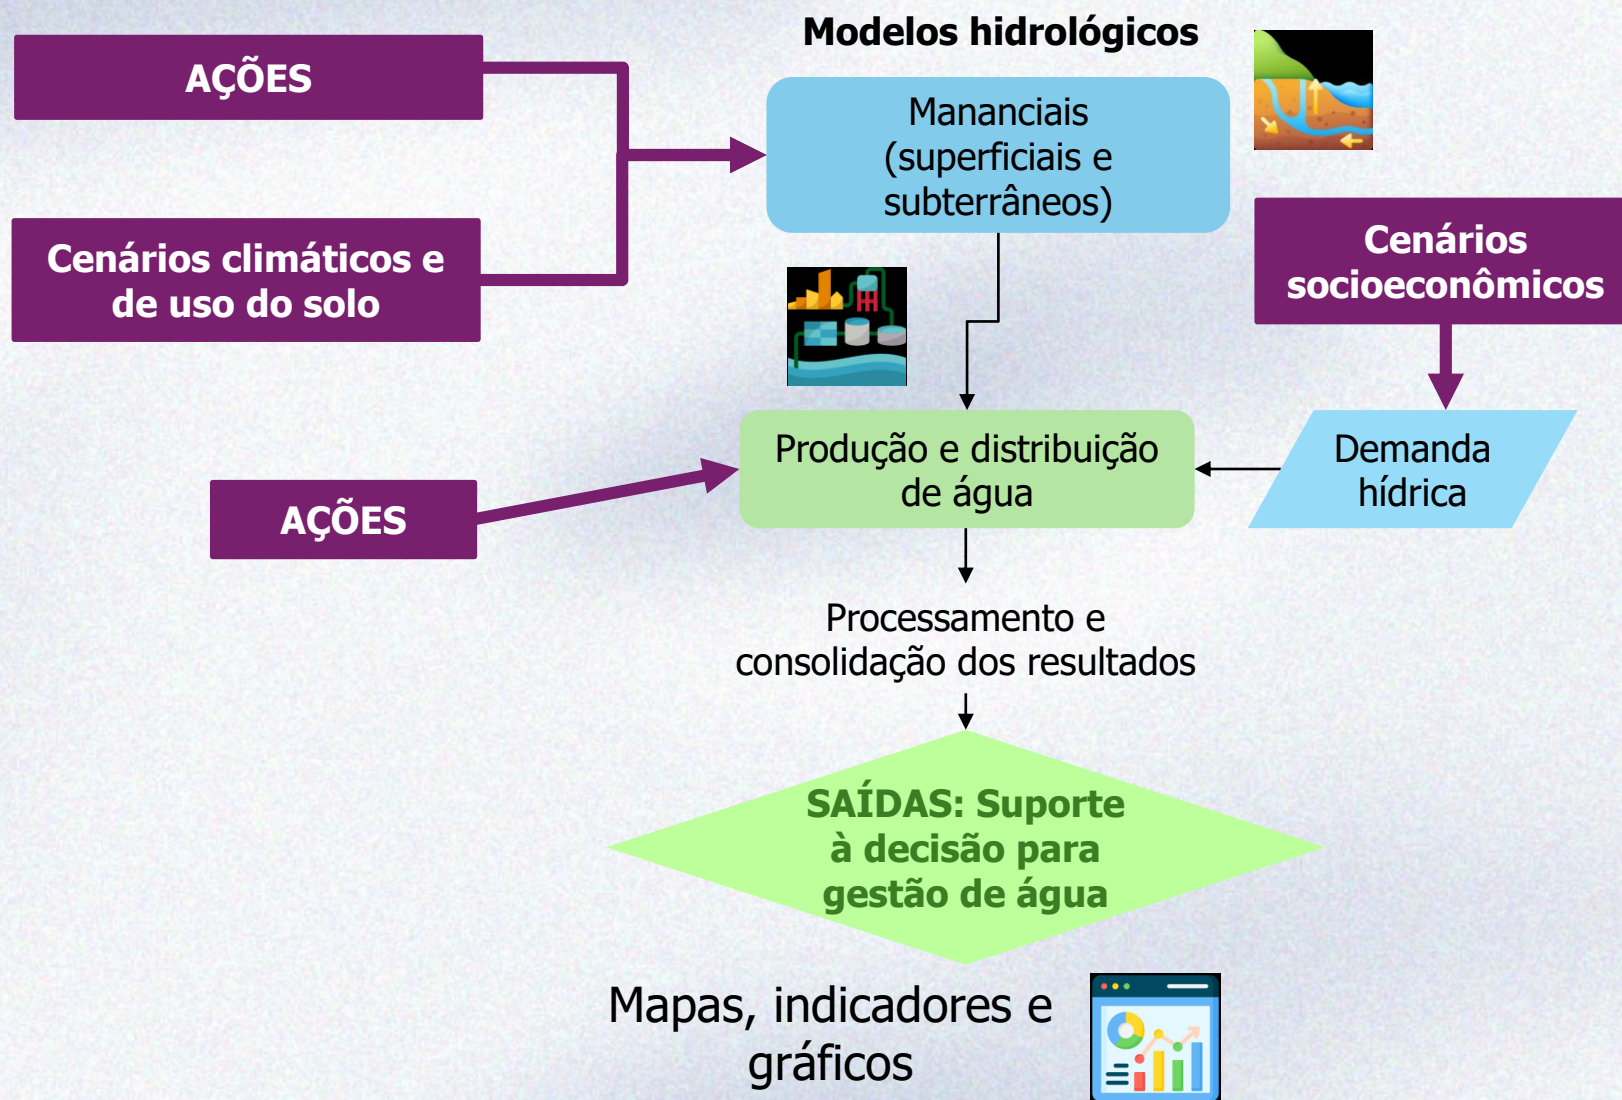 Modelos hidrológicos
AÇÕES
Mananciais
(superficiais e
subterrâneos)
Cenários climáticos e
de uso do solo
Cenários
socioeconômicos
Produção e distribuição
de água
Demanda
hídrica
AÇÕES
Processamento e
consolidação dos resultados
SAÍDAS: Suporte
à decisão para
gestão de água
Mapas, indicadores e
gráficos